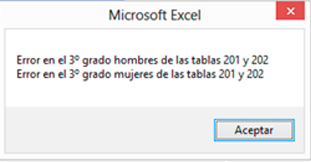 Microsoft Excel
Error en el 3º grado hombres de las tablas 201 y 202
Error en el 3º grado mujeres de las tablas 201 y 202
Aceptar